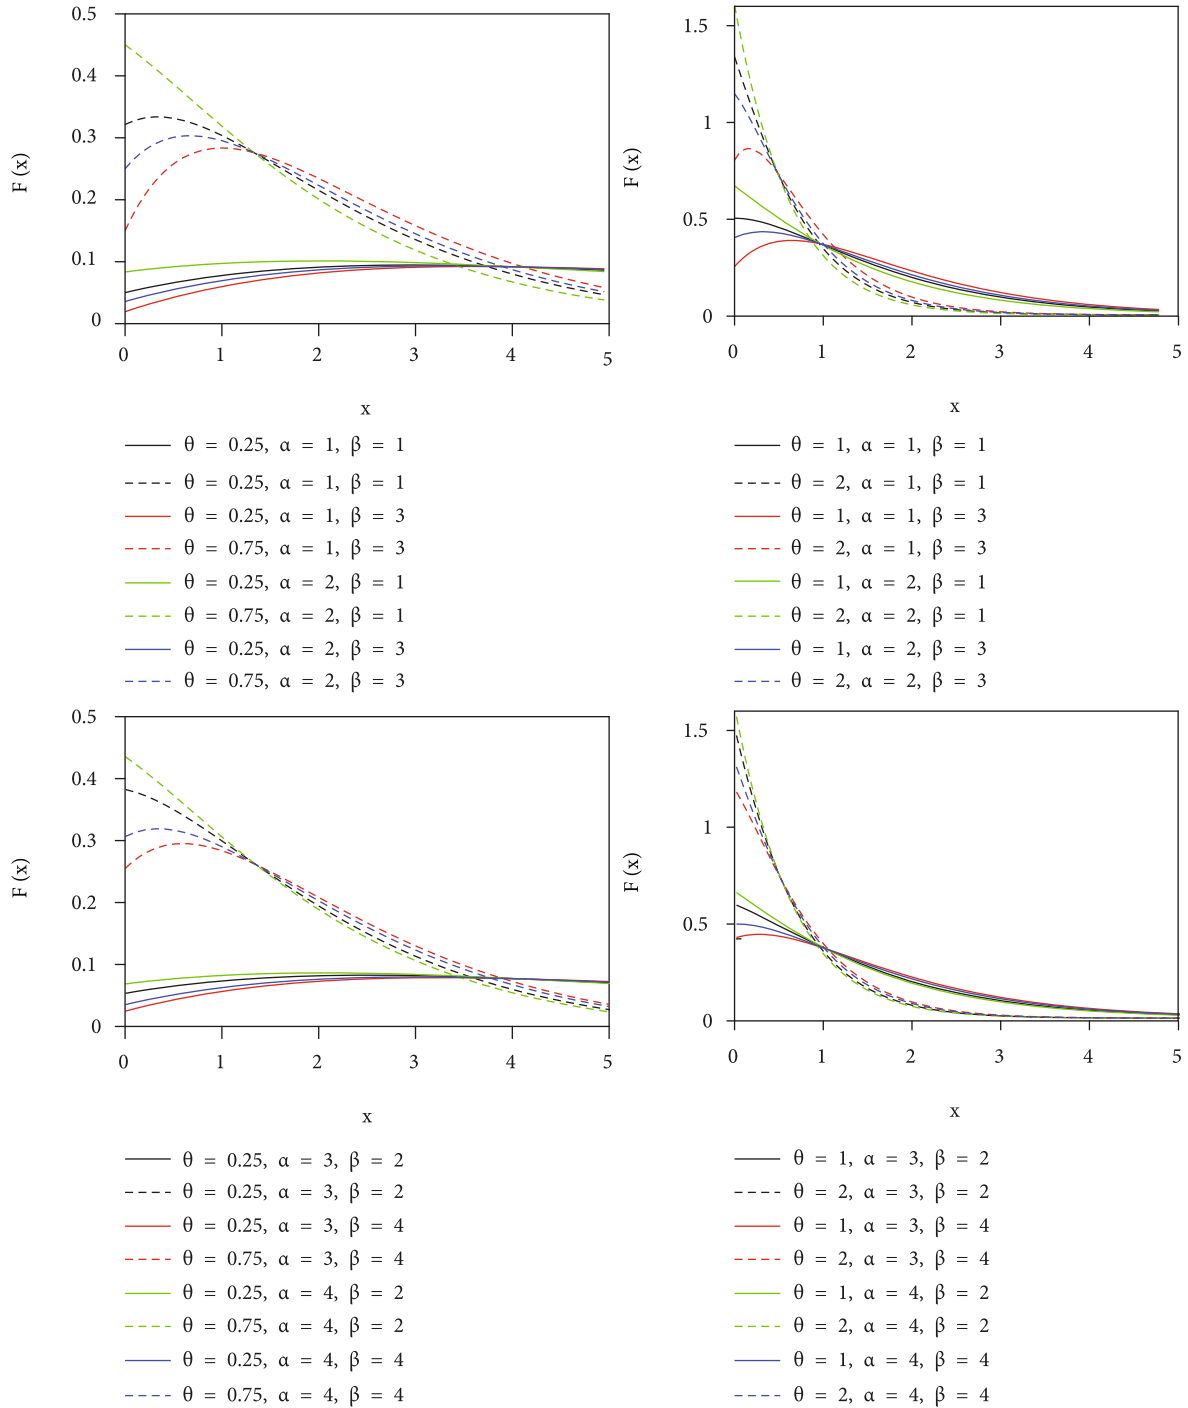 0.5
0.4
0.3
0.2
0.1
0
F (x)
0 1 2 3 4 5
x
θ = 0.25, α = 1, β = 1
θ = 0.25, α = 1, β = 1
θ = 0.25, α = 1, β = 3
θ = 0.75, α = 1, β = 3
θ = 0.25, α = 2, β = 1
θ = 0.75, α = 2, β = 1
θ = 0.25, α = 2, β = 3
θ = 0.75, α = 2, β = 3
1.5
1
0.5
0
F (x)
0 1 2 3 4 5
x
θ = 1, α = 1, β = 1
θ = 2, α = 1, β = 1
θ = 1, α = 1, β = 3
θ = 2, α = 1, β = 3
θ = 1, α = 2, β = 1
θ = 2, α = 2, β = 1
θ = 1, α = 2, β = 3
θ = 2, α = 2, β = 3
0.5
0.4
0.3
0.2
0.1
0
F (x)
0 1 2 3 4 5
x
θ = 0.25, α = 3, β = 2
θ = 0.25, α = 3, β = 2
θ = 0.25, α = 3, β = 4
θ = 0.75, α = 3, β = 4
θ = 0.25, α = 4, β = 2
θ = 0.75, α = 4, β = 2
θ = 0.25, α = 4, β = 4
θ = 0.75, α = 4, β = 4
1.5
1
0.5
0
F (x)
0 1 2 3 4 5
x
θ = 1, α = 3, β = 2
θ = 2, α = 3, β = 2
θ = 1, α = 3, β = 4
θ = 2, α = 3, β = 4
θ = 1, α = 4, β = 2
θ = 2, α = 4, β = 2
θ = 1, α = 4, β = 4
θ = 2, α = 4, β = 4